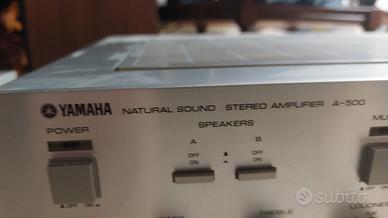 YAMAHA NATURAL SOUND STEREO AMPLIFIER A-500
POWER
SPEAKERS
A B
OFF OFF
ON ON
OFF ON
TREBLE
subito